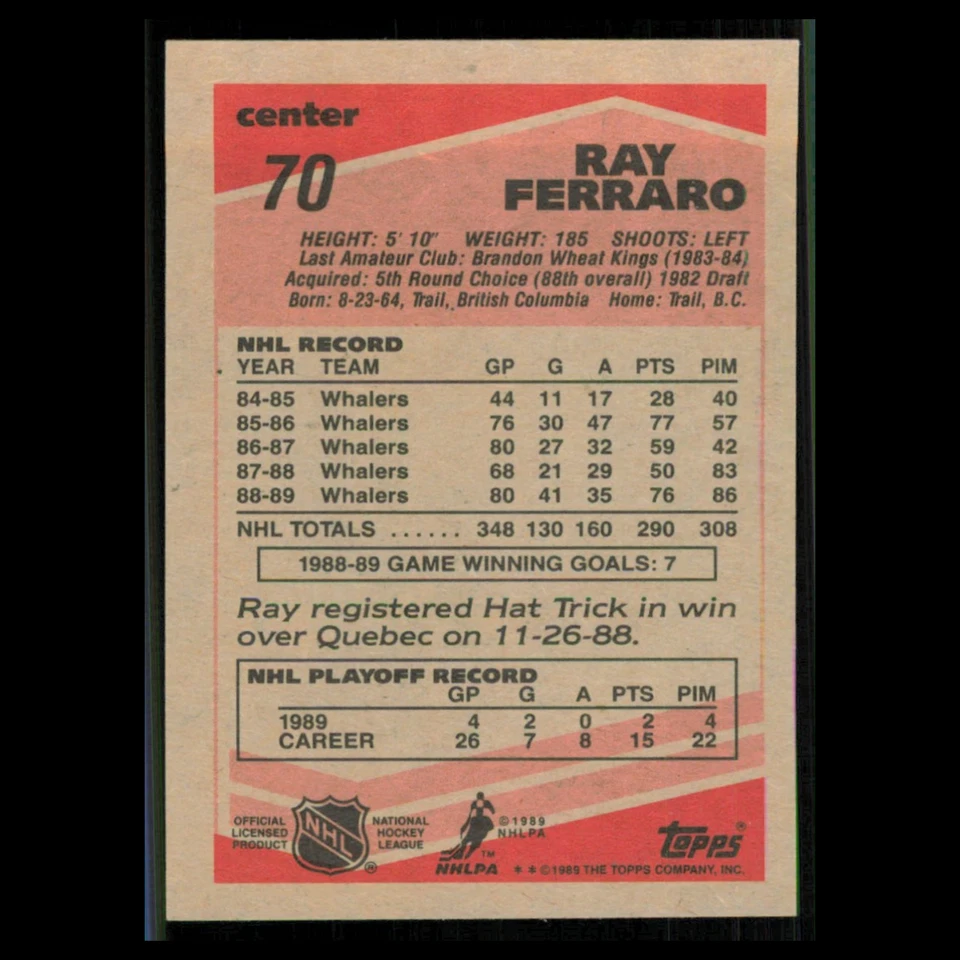 center
70
RAY
FERRARO
HEIGHT: 5' 10" WEIGHT: 185 SHOOTS: LEFT
Last Amateur Club: Brandon Wheat Kings (1983-84)
Acquired: 5th Round Choice (88th overall) 1982 Draft
Born: 8-23-64, Trail, British Columbia Home: Trail, B.C.
NHL RECORD
YEAR TEAM GP G A PTS PIM
84-85 Whalers 44 11 17 28 40
85-86 Whalers 76 30 47 77 57
86-87 Whalers 80 27 32 59 42
87-88 Whalers 68 21 29 50 83
88-89 Whalers 80 41 35 76 86
NHL TOTALS ...... 348 130 160 290 308
1988-89 GAME WINNING GOALS: 7
Ray registered Hat Trick in win
over Quebec on 11-26-88.
NHL PLAYOFF RECORD
GP G A PTS PIM
1989 4 2 0 2 4
CAREER 26 7 8 15 22
OFFICIAL
LICENSED
PRODUCT
NHL
®
NATIONAL
HOCKEY
LEAGUE
TM
NHLPA
©1989
NHLPA
topps®
* * ©1989 THE TOPPS COMPANY, INC.